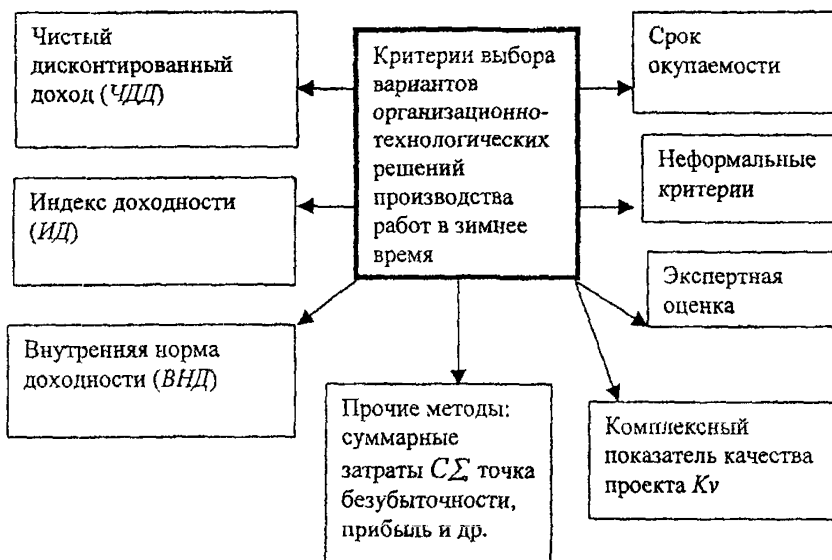 Чистый
дисконтированный
доход (ЧДД)
Индекс доходности
(ИД)
Внутренняя норма
доходности (ВНД)
Критерии выбора
вариантов
организационно-
технологических
решений
производства
работ в зимнее
время
Прочие методы:
суммарные
затраты CΣ, точка
безубыточности,
прибыль и др.
Срок
окупаемости
Неформальные
критерии
Экспертная
оценка
Комплексный
показатель качества
проекта Kv